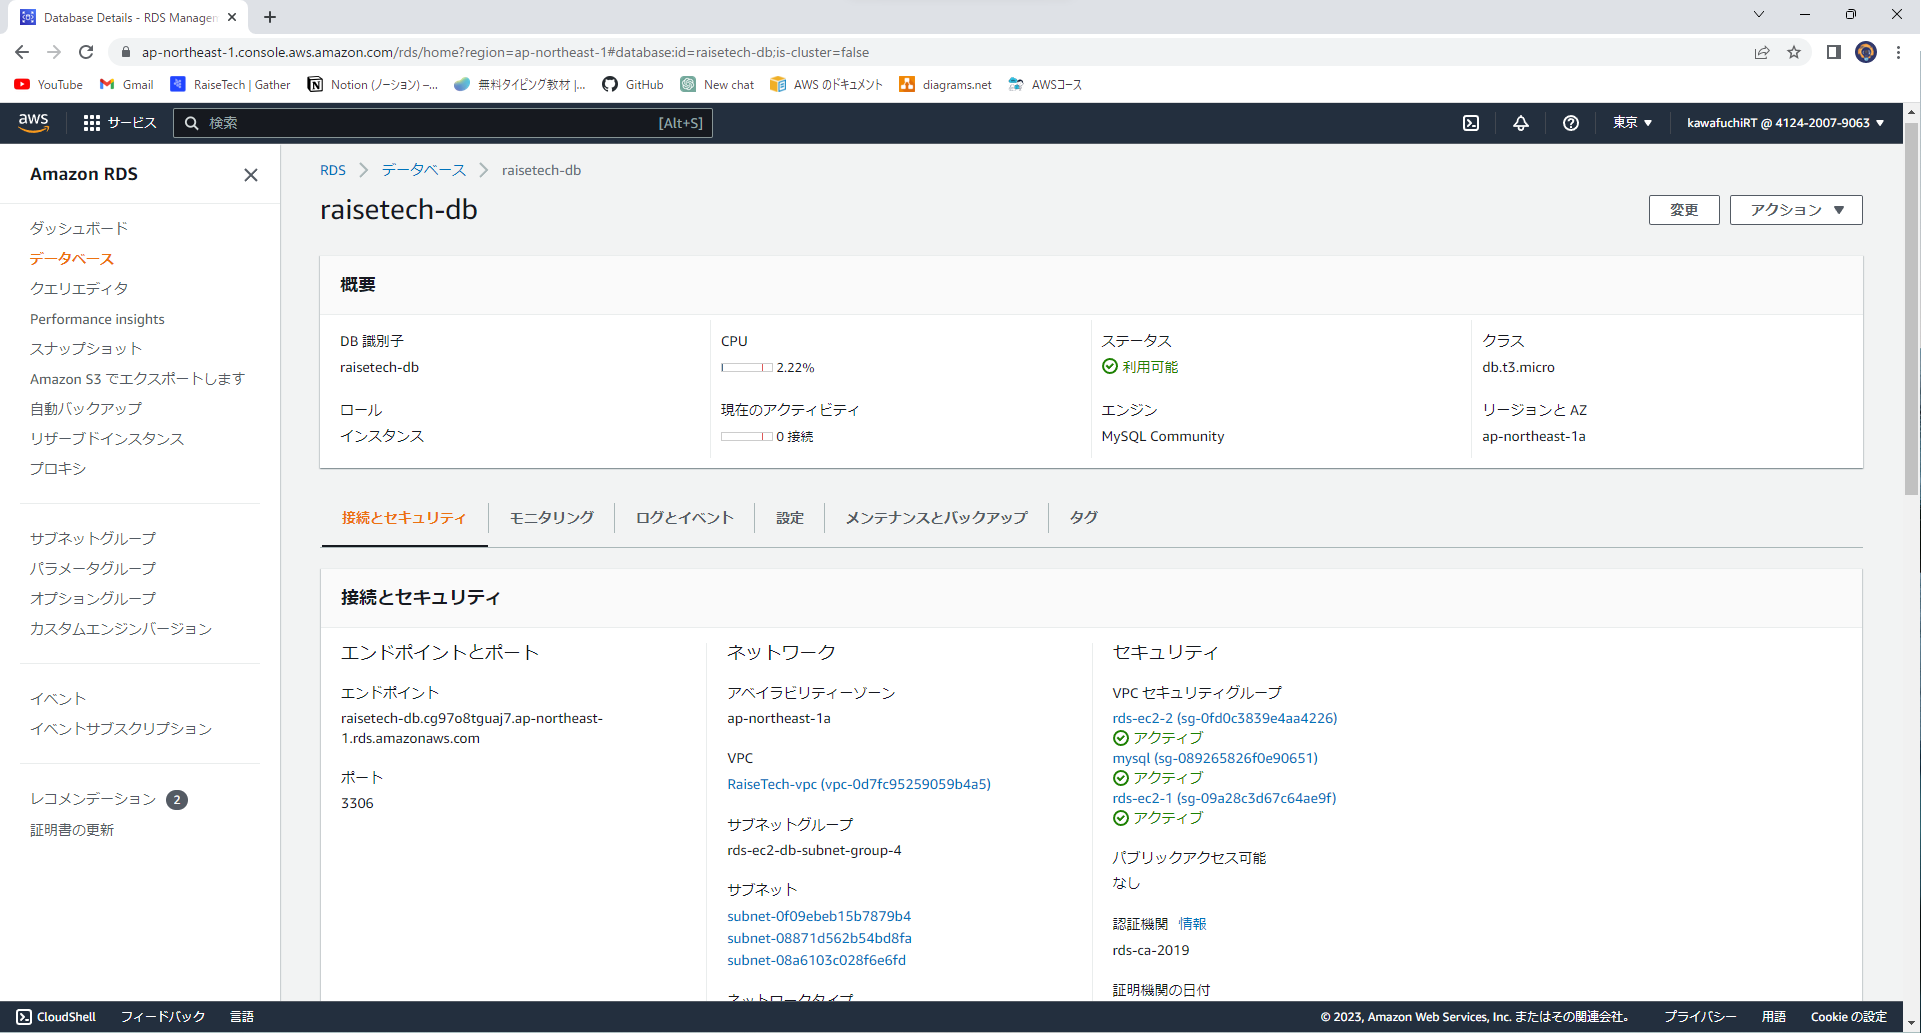 Database Details - RDS Managem
ap-northeast-1.console.aws.amazon.com/rds/home?region=ap-northeast-1#database:id=raisetech-db;is-cluster=false
YouTube Gmail RaiseTech | Gather Notion (ノーション) –... 無料タイピング教材 |... GitHub New chat AWS のドキュメント diagrams.net AWSコース
aws サービス 検索 [Alt+S] 東京 ▼ kawafuchiRT @ 4124-2007-9063 ▼
Amazon RDS
ダッシュボード
データベース
クエリエディタ
Performance insights
スナップショット
Amazon S3 でエクスポートします
自動バックアップ
リザーブドインスタンス
プロキシ
サブネットグループ
パラメータグループ
オプショングループ
カスタムエンジンバージョン
イベント
イベントサブスクリプション
レコメンデーション 2
証明書の更新
RDS データベース raisetech-db
raisetech-db
変更 アクション ▼
概要
DB 識別子
raisetech-db
CPU
2.22%
ステータス
利用可能
クラス
db.t3.micro
ロール
インスタンス
現在のアクティビティ
0 接続
エンジン
MySQL Community
リージョンと AZ
ap-northeast-1a
接続とセキュリティ モニタリング ログとイベント 設定 メンテナンスとバックアップ タグ
接続とセキュリティ
エンドポイントとポート
エンドポイント
raisetech-db.cg97o8tguaj7.ap-northeast-
1.rds.amazonaws.com
ポート
3306
ネットワーク
アベイラビリティーゾーン
ap-northeast-1a
VPC
RaiseTech-vpc (vpc-0d7fc95259059b4a5)
サブネットグループ
rds-ec2-db-subnet-group-4
サブネット
subnet-0f09ebeb15b7879b4
subnet-08871d562b54bd8fa
subnet-08a6103c028f6e6fd
ネットワークタイプ
セキュリティ
VPC セキュリティグループ
rds-ec2-2 (sg-0fd0c3839e4aa4226)
アクティブ
mysql (sg-089265826f0e90651)
アクティブ
rds-ec2-1 (sg-09a28c3d67c64ae9f)
アクティブ
パブリックアクセス可能
なし
認証機関 情報
rds-ca-2019
証明機関の日付
CloudShell フィードバック 言語 © 2023, Amazon Web Services, Inc. またはその関連会社。 プライバシー 用語 Cookie の設定